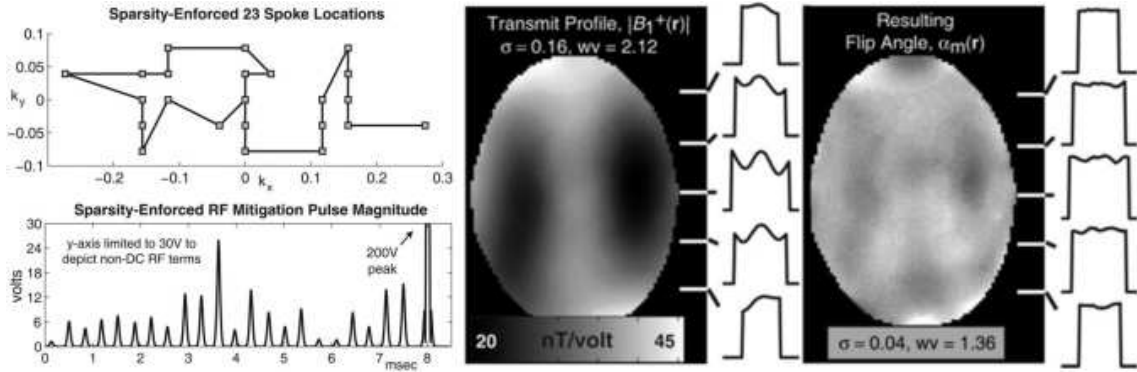 Sparsity-Enforced 23 Spoke Locations
0.1
0.05
0
−0.05
−0.1
k_y
−0.2
−0.1
0
0.1
0.2
0.3
k_x
Sparsity-Enforced RF Mitigation Pulse Magnitude
30
24
18
12
6
0
volts
y-axis limited to 30V to
depict non-DC RF terms
200V
peak
0 1 2 3 4 5 6 7 8
msec
Transmit Profile, |B₁⁺(r)|
σ = 0.16, wv = 2.12
20 nT/volt 45
Resulting
Flip Angle, αₘ(r)
σ = 0.04, wv = 1.36